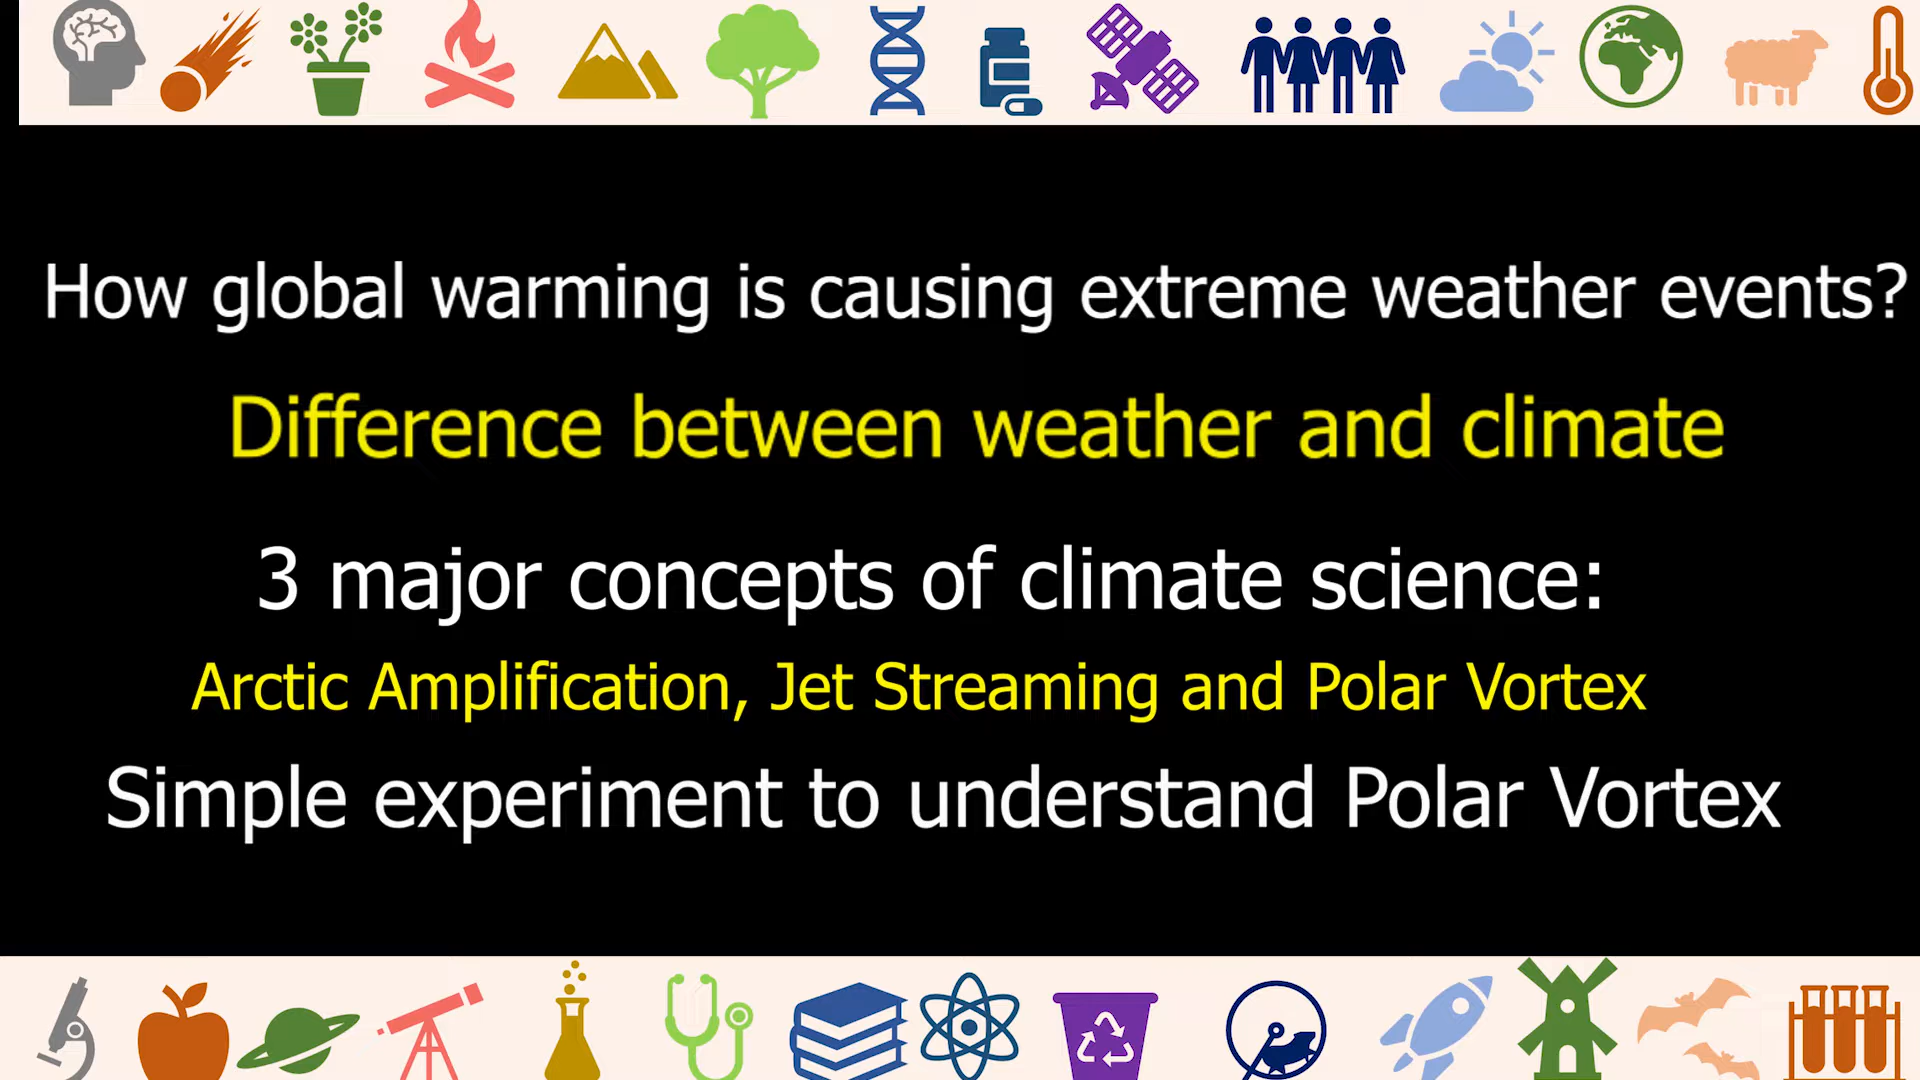 How global warming is causing extreme weather events?
Difference between weather and climate
3 major concepts of climate science:
Arctic Amplification, Jet Streaming and Polar Vortex
Simple experiment to understand Polar Vortex